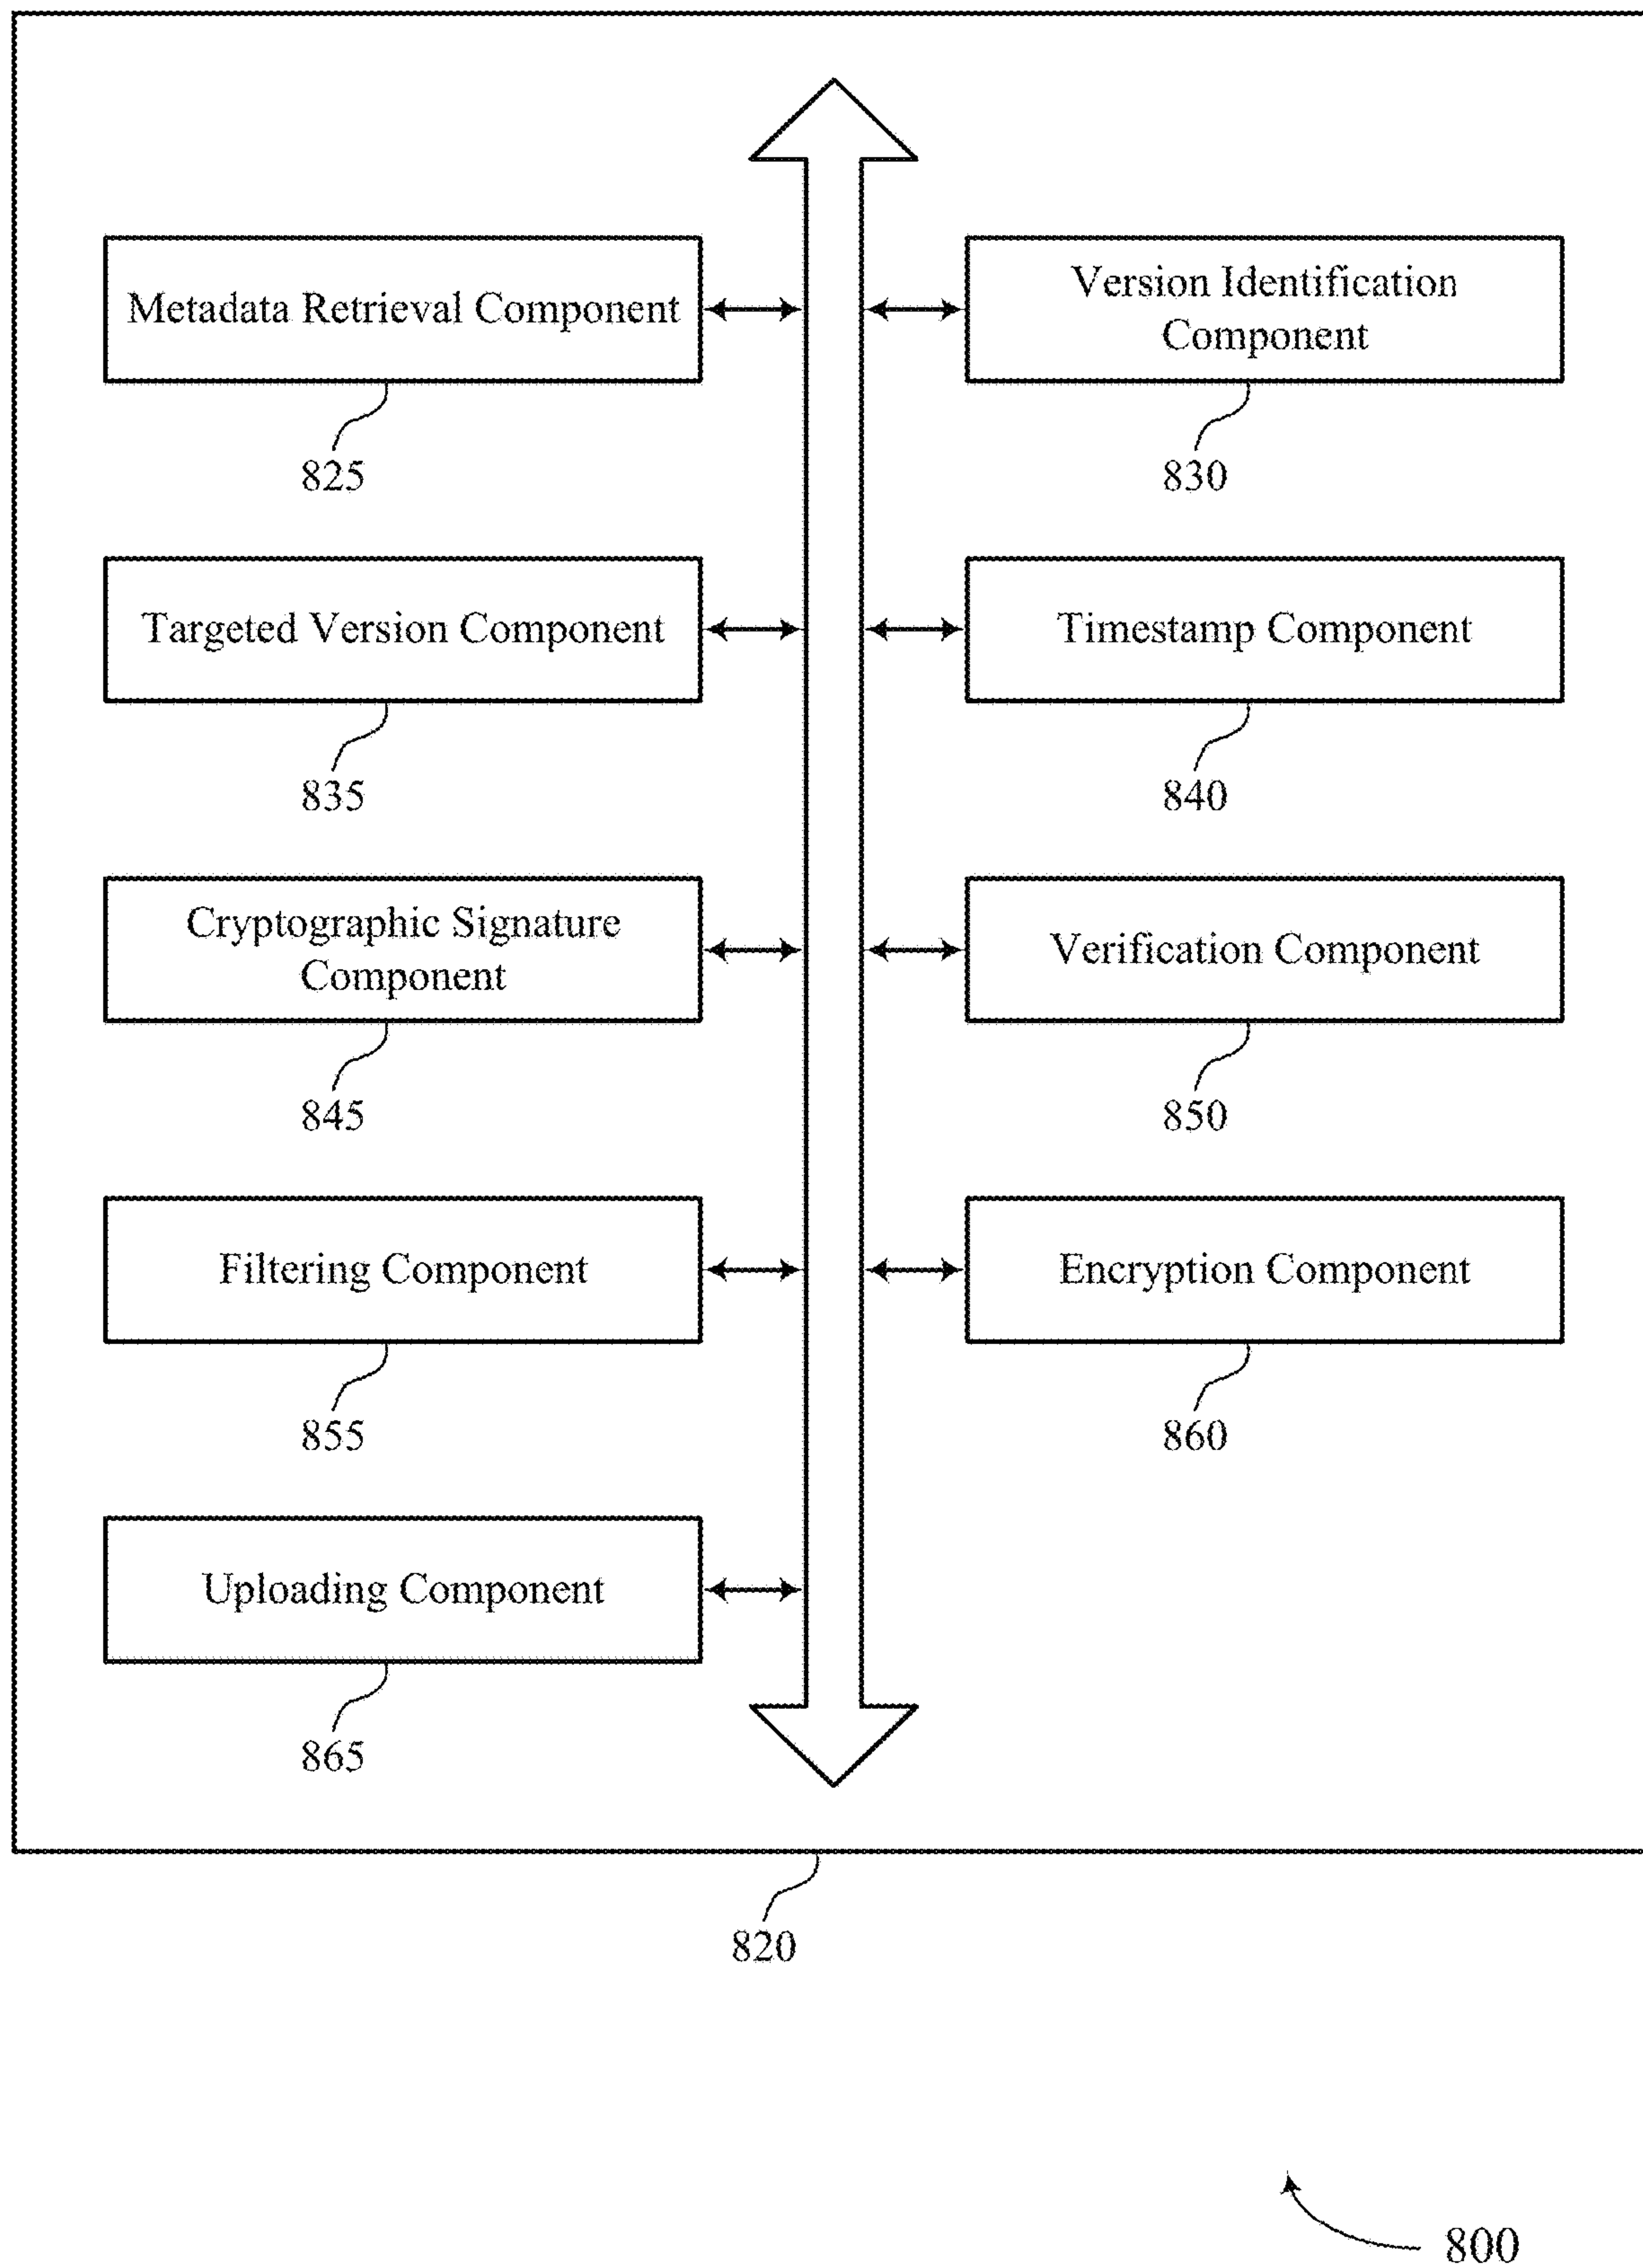 Metadata Retrieval Component
825
Version Identification
Component
830
Targeted Version Component
835
Timestamp Component
840
Cryptographic Signature
Component
845
Verification Component
850
Filtering Component
855
Encryption Component
860
Uploading Component
865
820
800